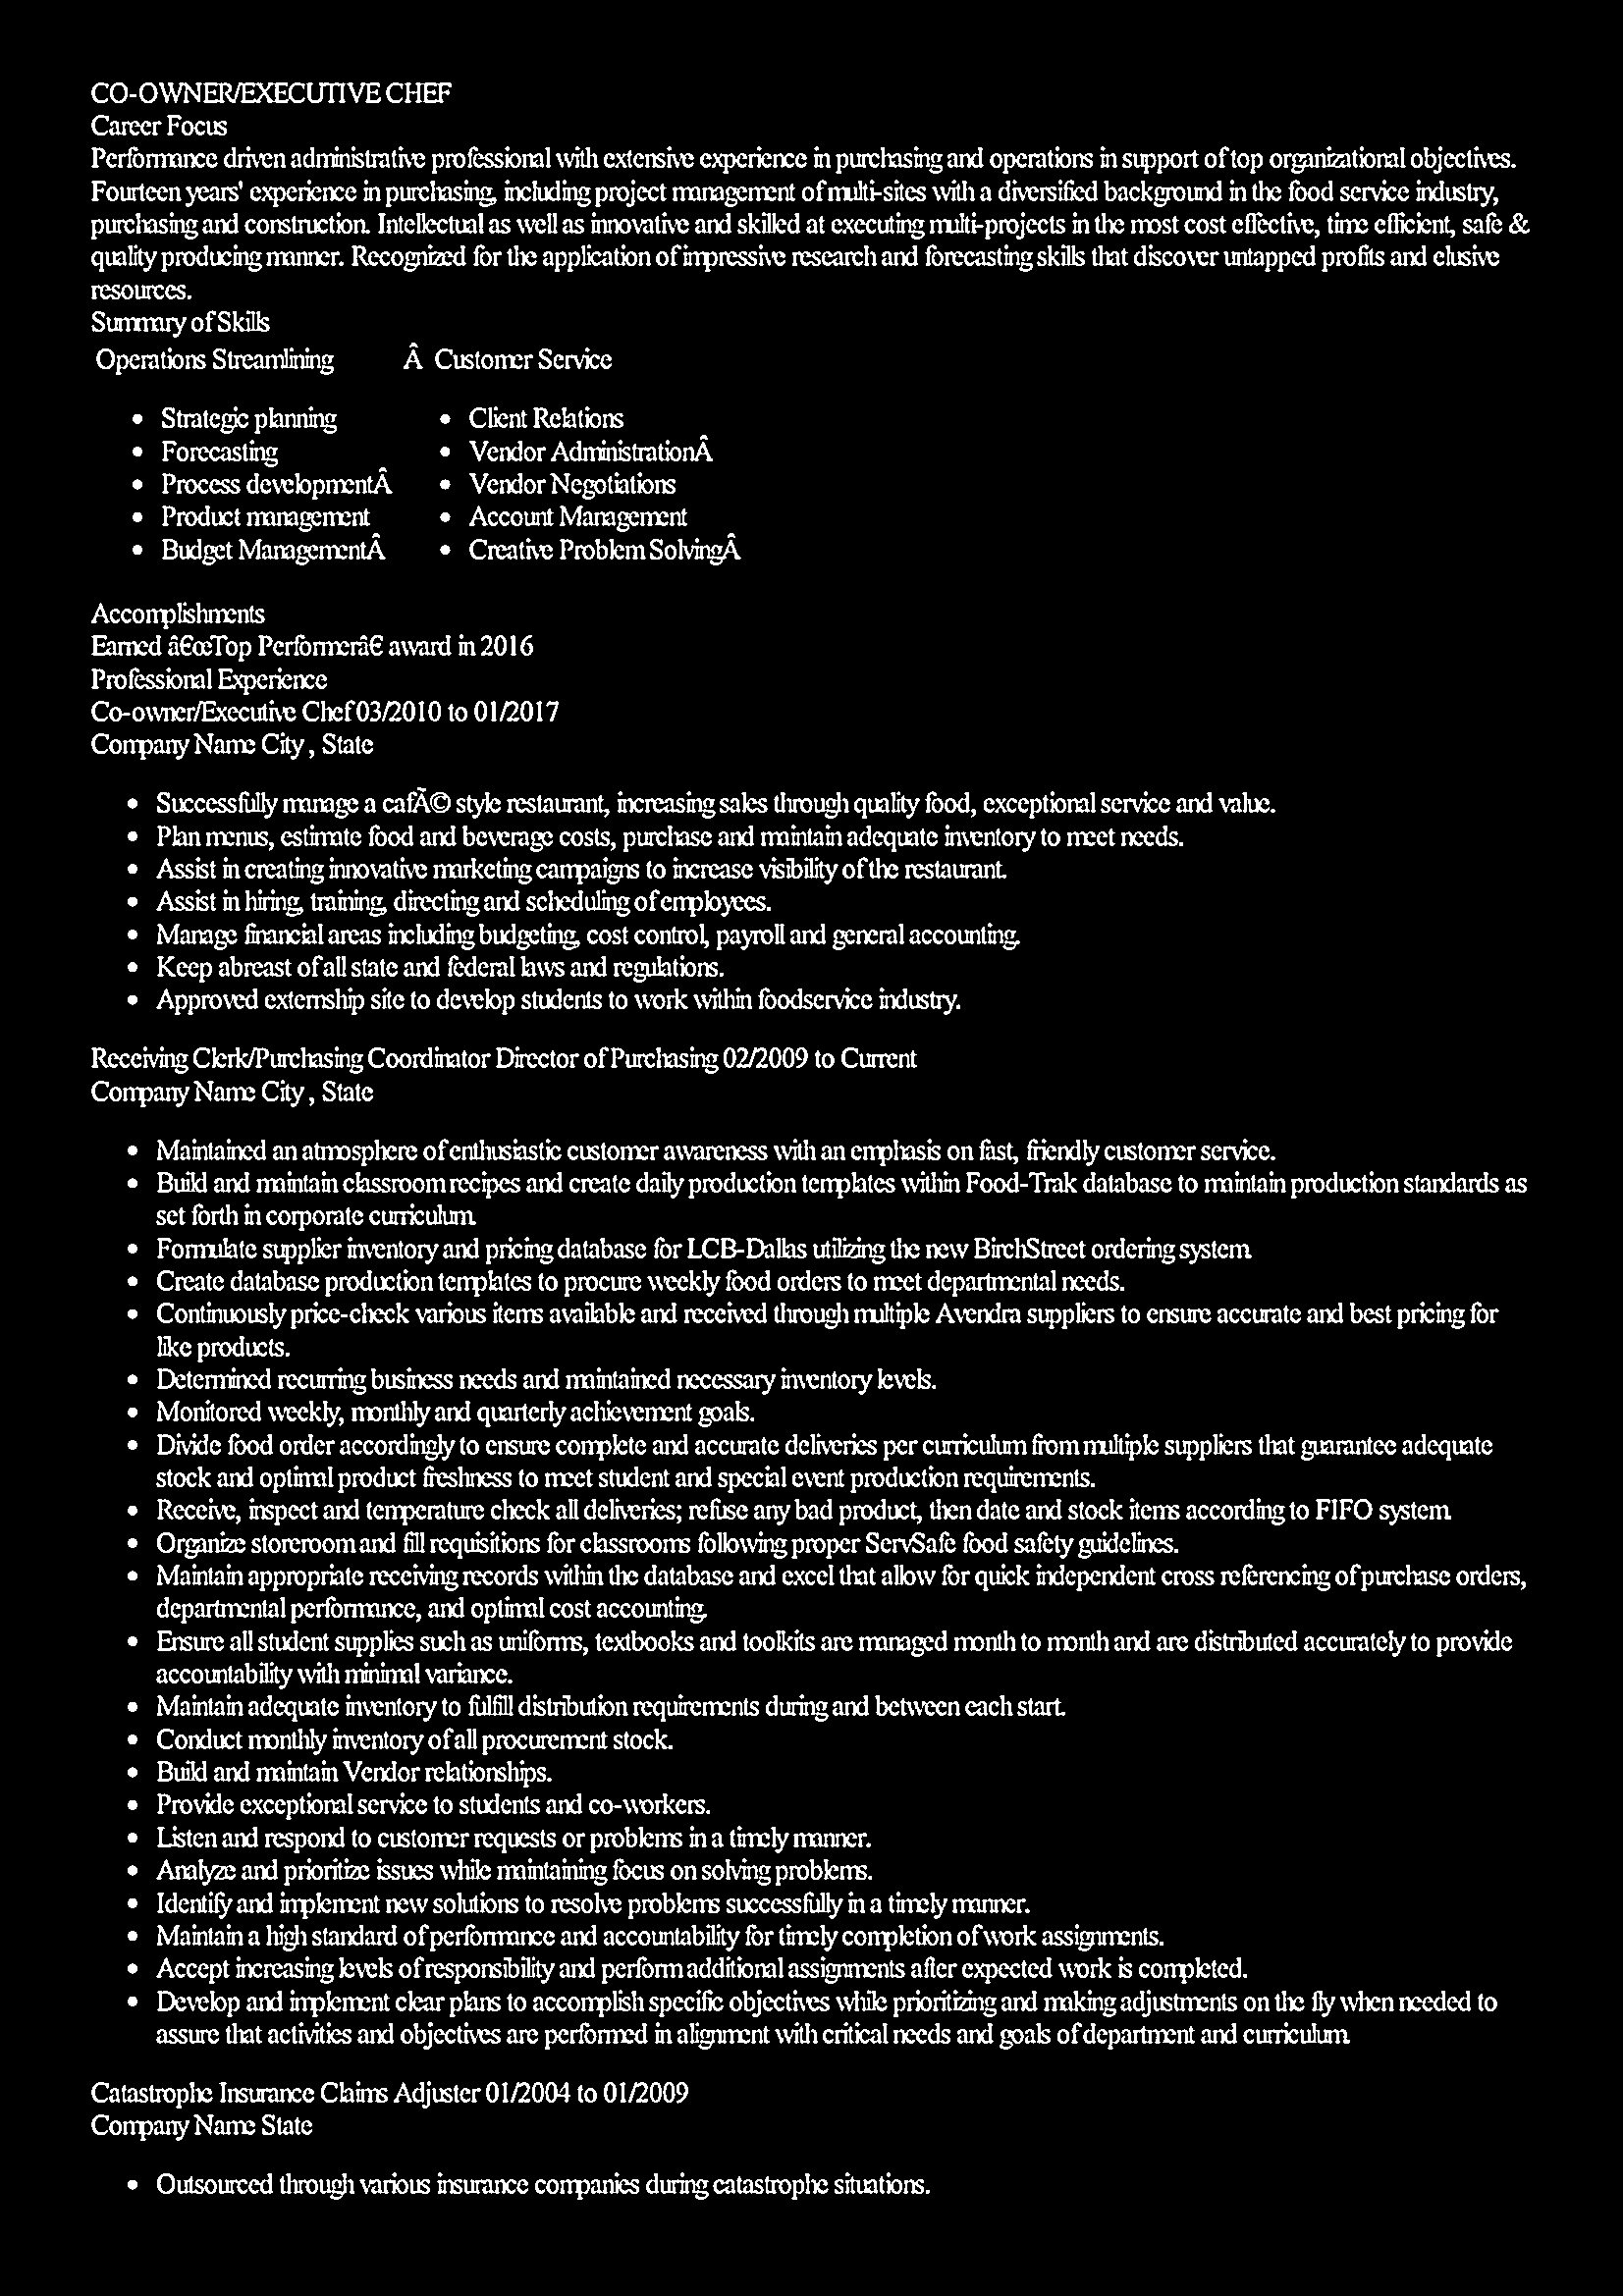 CO-OWNER/EXECUTIVE CHEF
Career Focus
Performance driven administrative professional with extensive experience in purchasing and operations in support of top organizational objectives.
Fourteen years' experience in purchasing, including project management of multi-sites with a diversified background in the food service industry,
purchasing and construction. Intellectual as well as innovative and skilled at executing multi-projects in the most cost effective, time efficient, safe &
quality producing manner. Recognized for the application of impressive research and forecasting skills that discover untapped profits and elusive
resources.
Summary of Skills
Operations Streamlining Â Customer Service
• Strategic planning • Client Relations
• Forecasting • Vendor AdministrationÂ
• Process developmentÂ • Vendor Negotiations
• Product management • Account Management
• Budget ManagementÂ • Creative Problem SolvingÂ
Accomplishments
Earned â€œTop Performerâ€ award in 2016
Professional Experience
Co-owner/Executive Chef 03/2010 to 01/2017
Company Name City , State
• Successfully manage a cafÃ© style restaurant, increasing sales through quality food, exceptional service and value.
• Plan menus, estimate food and beverage costs, purchase and maintain adequate inventory to meet needs.
• Assist in creating innovative marketing campaigns to increase visibility of the restaurant.
• Assist in hiring, training, directing and scheduling of employees.
• Manage financial areas including budgeting, cost control, payroll and general accounting.
• Keep abreast of all state and federal laws and regulations.
• Approved externship site to develop students to work within foodservice industry.
Receiving Clerk/Purchasing Coordinator Director of Purchasing 02/2009 to Current
Company Name City , State
• Maintained an atmosphere of enthusiastic customer awareness with an emphasis on fast, friendly customer service.
• Build and maintain classroom recipes and create daily production templates within Food-Trak database to maintain production standards as
set forth in corporate curriculum.
• Formulate supplier inventory and pricing database for LCB-Dallas utilizing the new BirchStreet ordering system.
• Create database production templates to procure weekly food orders to meet departmental needs.
• Continuously price-check various items available and received through multiple Avendra suppliers to ensure accurate and best pricing for
like products.
• Determined recurring business needs and maintained necessary inventory levels.
• Monitored weekly, monthly and quarterly achievement goals.
• Divide food order accordingly to ensure complete and accurate deliveries per curriculum from multiple suppliers that guarantee adequate
stock and optimal product freshness to meet student and special event production requirements.
• Receive, inspect and temperature check all deliveries; refuse any bad product, then date and stock items according to FIFO system.
• Organize storeroom and fill requisitions for classrooms following proper ServSafe food safety guidelines.
• Maintain appropriate receiving records within the database and excel that allow for quick independent cross referencing of purchase orders,
departmental performance, and optimal cost accounting.
• Ensure all student supplies such as uniforms, textbooks and toolkits are managed month to month and are distributed accurately to provide
accountability with minimal variance.
• Maintain adequate inventory to fulfill distribution requirements during and between each start.
• Conduct monthly inventory of all procurement stock.
• Build and maintain Vendor relationships.
• Provide exceptional service to students and co-workers.
• Listen and respond to customer requests or problems in a timely manner.
• Analyze and prioritize issues while maintaining focus on solving problems.
• Identify and implement new solutions to resolve problems successfully in a timely manner.
• Maintain a high standard of performance and accountability for timely completion of work assignments.
• Accept increasing levels of responsibility and perform additional assignments after expected work is completed.
• Develop and implement clear plans to accomplish specific objectives while prioritizing and making adjustments on the fly when needed to
assure that activities and objectives are performed in alignment with critical needs and goals of department and curriculum.
Catastrophe Insurance Claims Adjuster 01/2004 to 01/2009
Company Name State
• Outsourced through various insurance companies during catastrophe situations.